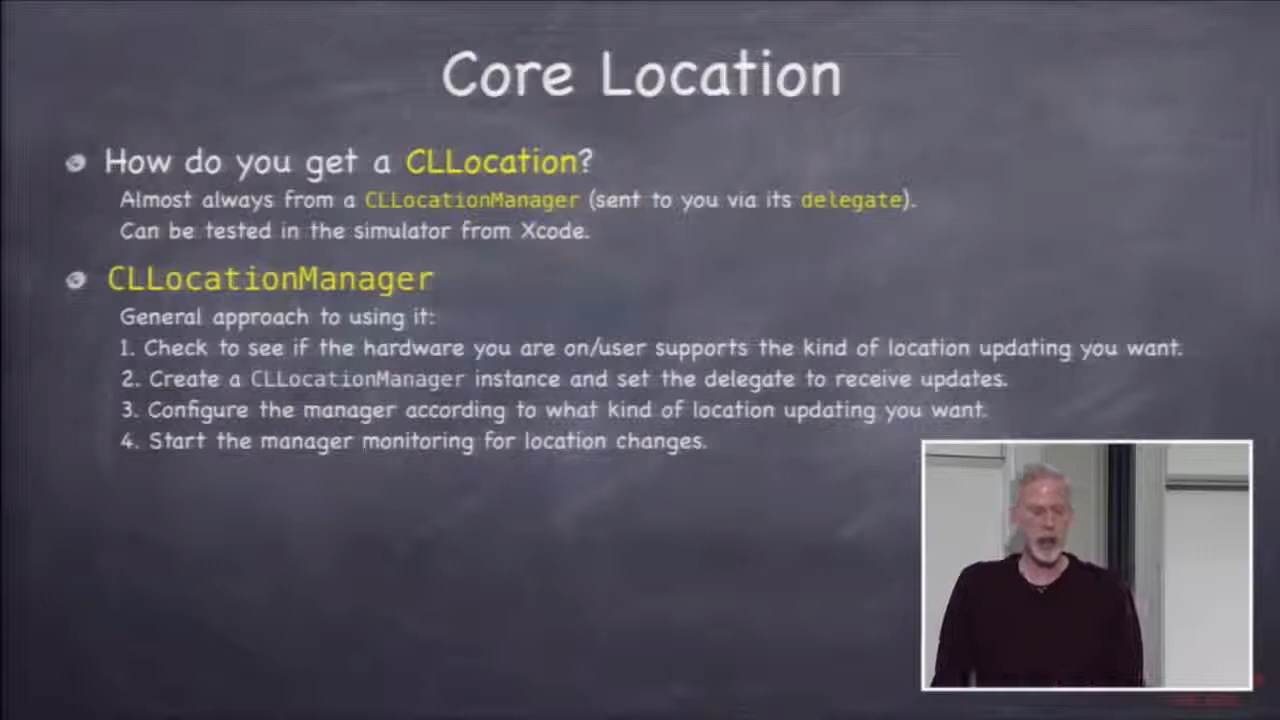 Core Location
How do you get a CLLocation?
Almost always from a CLLocationManager (sent to you via its delegate).
Can be tested in the simulator from Xcode.
CLLocationManager
General approach to using it:
1. Check to see if the hardware you are on/user supports the kind of location updating you want.
2. Create a CLLocationManager instance and set the delegate to receive updates.
3. Configure the manager according to what kind of location updating you want.
4. Start the manager monitoring for location changes.